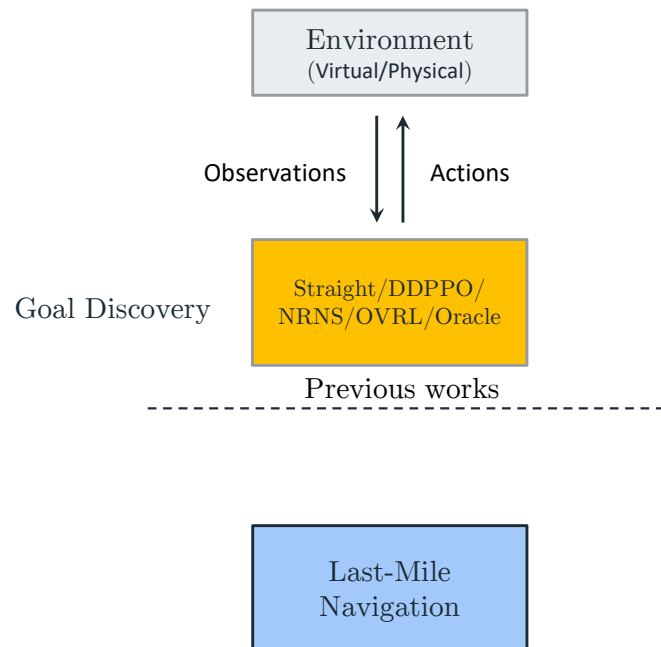 Environment
(Virtual/Physical)
Observations
Actions
Goal Discovery
Straight/DDPPO/
NRNS/OVRL/Oracle
Previous works
Last-Mile
Navigation